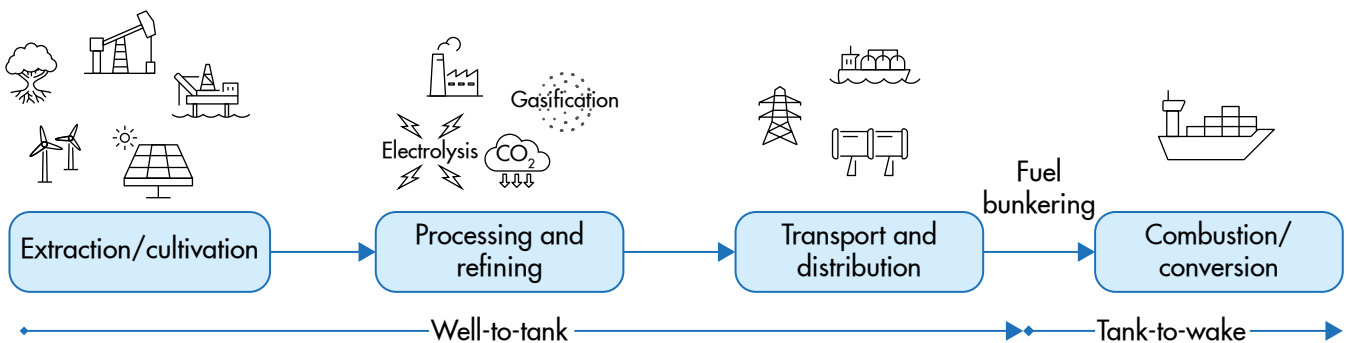 Gasification
Electrolysis
CO2
Fuel
bunkering
Extraction/cultivation
Processing and
refining
Transport and
distribution
Combustion/
conversion
Well-to-tank
Tank-to-wake